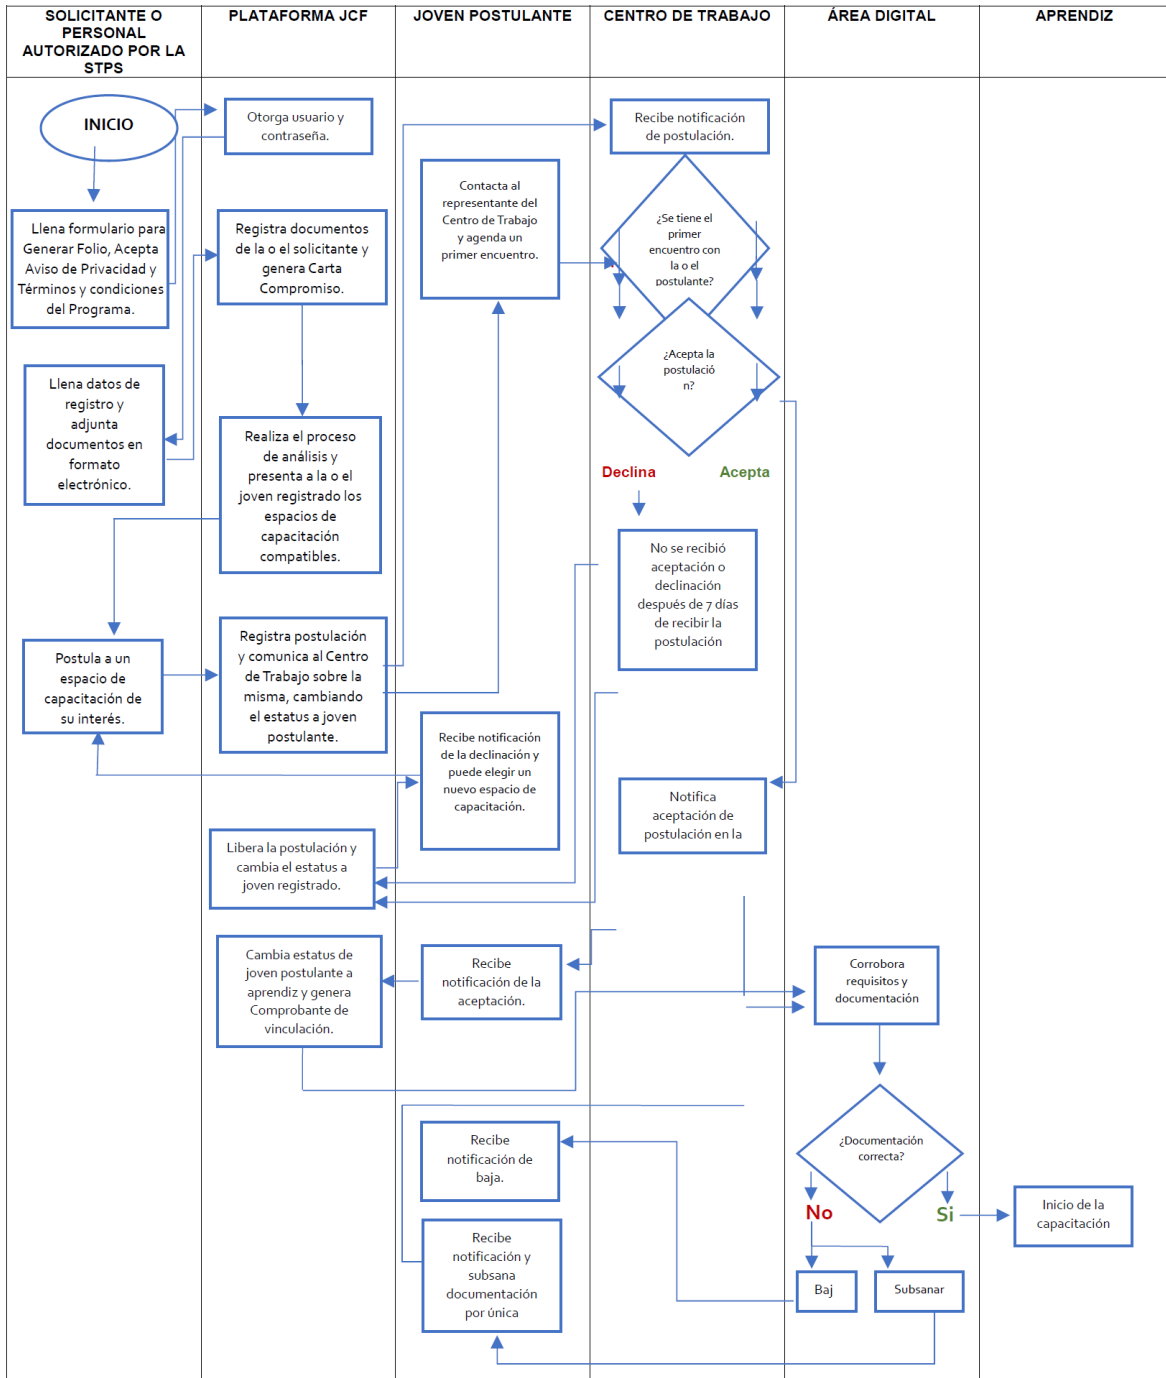 SOLICITANTE O
PERSONAL
AUTORIZADO POR LA
STPS
PLATAFORMA JCF
JOVEN POSTULANTE
CENTRO DE TRABAJO
ÁREA DIGITAL
APRENDIZ
INICIO
Otorga usuario y
contraseña.
Recibe notificación
de postulación.
Llena formulario para
Generar Folio, Acepta
Aviso de Privacidad y
Términos y condiciones
del Programa.
Registra documentos
de la o el solicitante y
genera Carta
Compromiso.
Contacta al
representante del
Centro de Trabajo
y agenda un
primer encuentro.
¿Se tiene el
primer
encuentro con
la o el
postulante?
¿Acepta la
postulació
n?
Llena datos de
registro y
adjunta
documentos en
formato
electrónico.
Realiza el proceso
de análisis y
presenta a la o el
joven registrado los
espacios de
capacitación
compatibles.
Declina
Acepta
No se recibió
aceptación o
declinación
después de 7 días
de recibir la
postulación
Postula a un
espacio de
capacitación de
su interés.
Registra postulación
y comunica al Centro
de Trabajo sobre la
misma, cambiando
el estatus a joven
postulante.
Recibe notificación
de la declinación y
puede elegir un
nuevo espacio de
capacitación.
Notifica
aceptación de
postulación en la
Libera la postulación y
cambia el estatus a
joven registrado.
Cambia estatus de
joven postulante a
aprendiz y genera
Comprobante de
vinculación.
Recibe
notificación de la
aceptación.
Corrobora
requisitos y
documentación
¿Documentación
correcta?
Recibe
notificación de
baja.
No
Si
Inicio de la
capacitación
Recibe
notificación y
subsana
documentación
por única
Baj
Subsanar